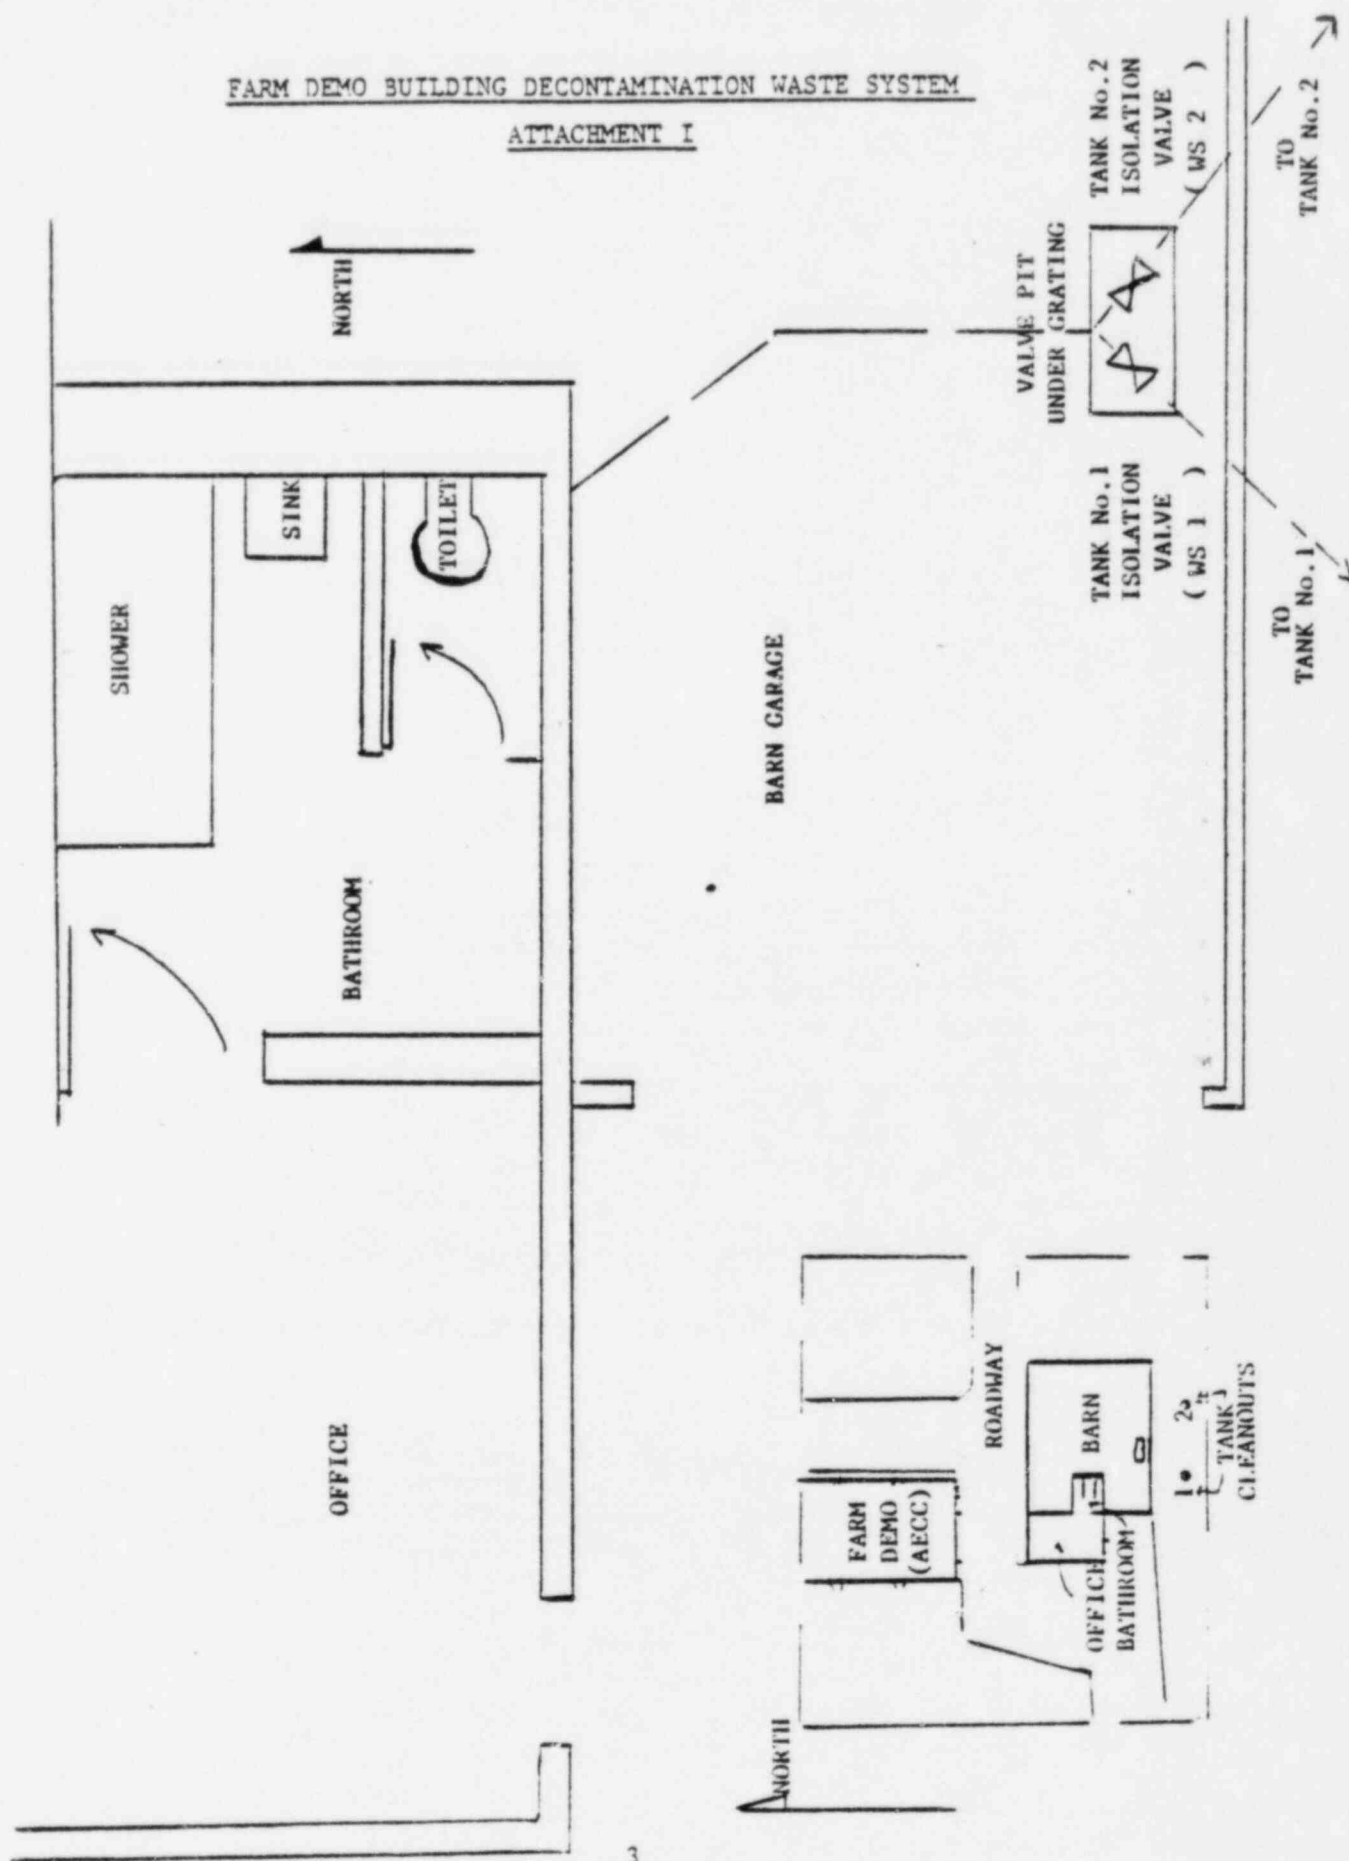 FARM DEMO BUILDING DECONTAMINATION WASTE SYSTEM
ATTACHMENT I
NORTH
SHOWER
SINK
TOILET
BATHROOM
OFFICE
BARN GARAGE
VALVE PIT
UNDER GRATING
TANK No.2
ISOLATION
VALVE
( WS 2 )
TO
TANK No.2
TANK No.1
ISOLATION
VALVE
( WS 1 )
TO
TANK No.1
NORTH
FARM
DEMO
(AECC)
ROADWAY
BARN
OFFICE
BATHROOM
1
2
TANK
CLEANOUTS
3